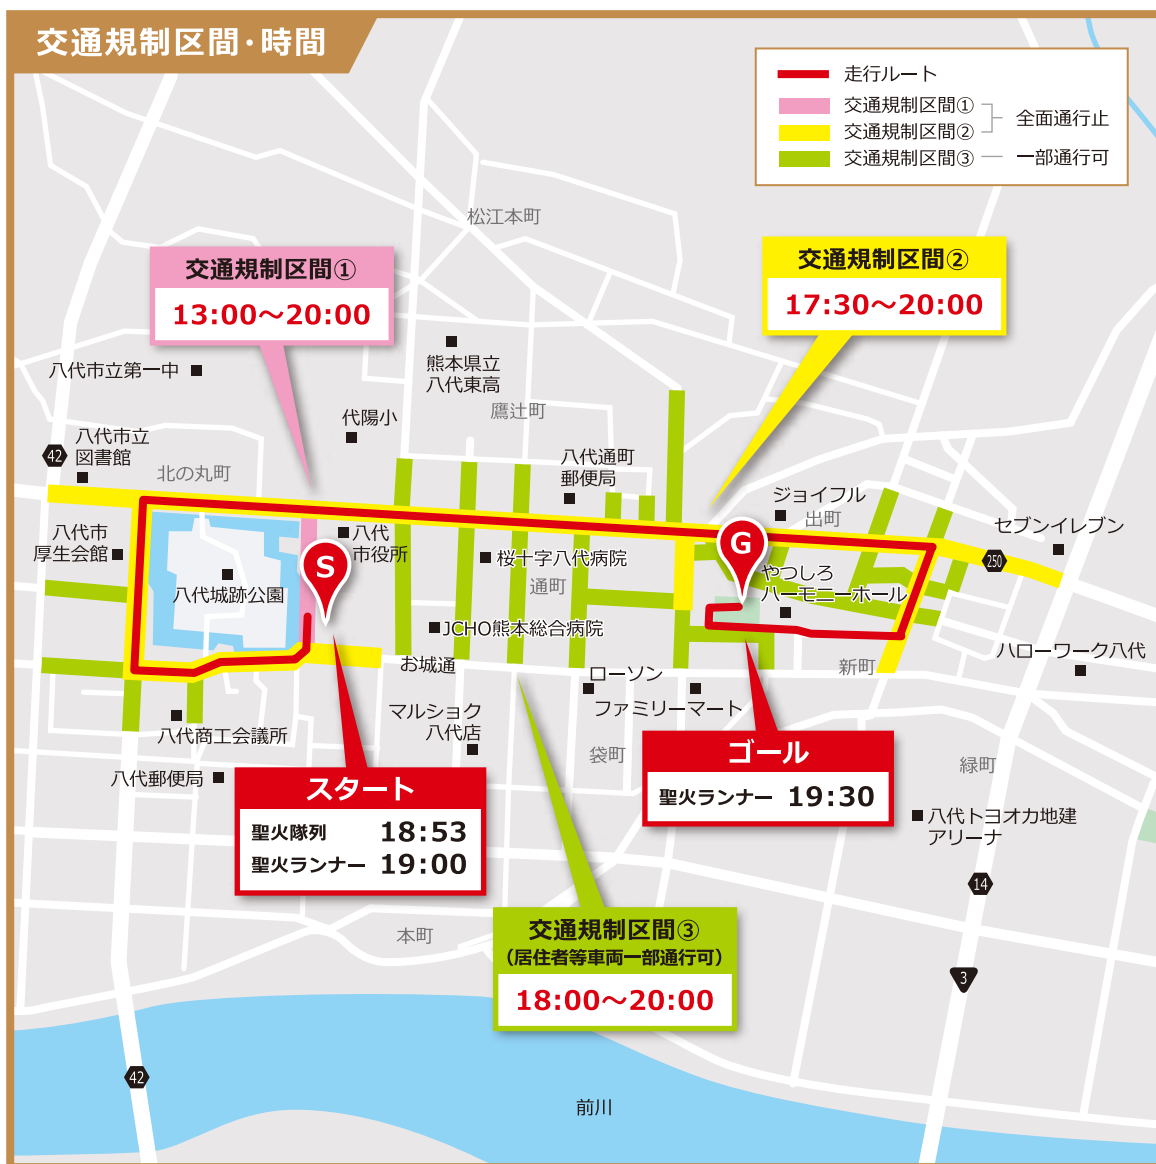 交通規制区間・時間
走行ルート
交通規制区間①
交通規制区間②
全面通行止
交通規制区間③
一部通行可
松江本町
交通規制区間①
13:00〜20:00
交通規制区間②
17:30〜20:00
八代市立第一中
熊本県立
八代東高
鷹辻町
代陽小
42
八代市立
図書館
北の丸町
八代通町
郵便局
ジョイフル
出町
セブンイレブン
250
八代市
厚生会館
八代
市役所
S
G
桜十字八代病院
通町
やつしろ
ハーモニーホール
八代城跡公園
JCHO熊本総合病院
お城通
ローソン
新町
ハローワーク八代
ファミリーマート
マルショク
八代店
八代商工会議所
袋町
緑町
八代郵便局
スタート
聖火隊列 18:53
聖火ランナー 19:00
ゴール
聖火ランナー 19:30
八代トヨオカ地建
アリーナ
14
本町
交通規制区間③
（居住者等車両一部通行可）
18:00〜20:00
3
42
前川